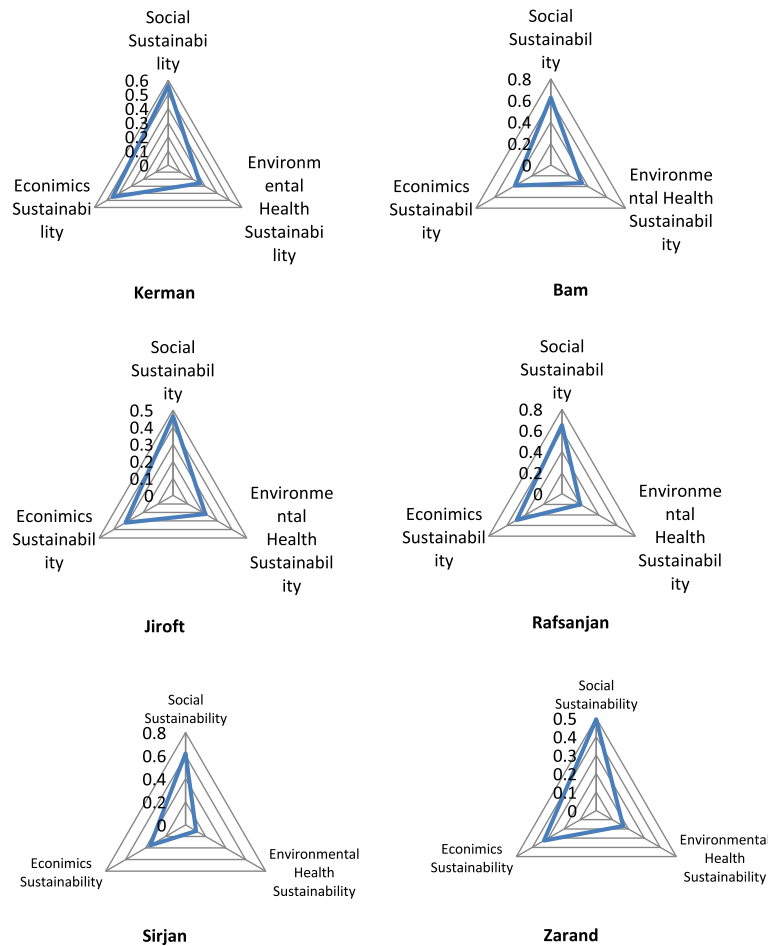 Social
Sustainabi
lity
0.6
0.5
0.4
0.3
0.2
0.1
0
Environm
ental
Health
Sustainabi
lity
Econimics
Sustainabi
lity
Kerman
Social
Sustainabil
ity
0.8
0.6
0.4
0.2
0
Environme
ntal Health
Sustainabil
ity
Econimics
Sustainabil
ity
Bam
Social
Sustainabil
ity
0.5
0.4
0.3
0.2
0.1
0
Environme
ntal
Health
Sustainabil
ity
Econimics
Sustainabil
ity
Jiroft
Social
Sustainabil
ity
0.8
0.6
0.4
0.2
0
Environme
ntal
Health
Sustainabil
ity
Econimics
Sustainabil
ity
Rafsanjan
Social
Sustainability
0.8
0.6
0.4
0.2
0
Environmental
Health
Sustainability
Econimics
Sustainability
Sirjan
Social
Sustainability
0.5
0.4
0.3
0.2
0.1
0
Environmental
Health
Sustainability
Econimics
Sustainability
Zarand